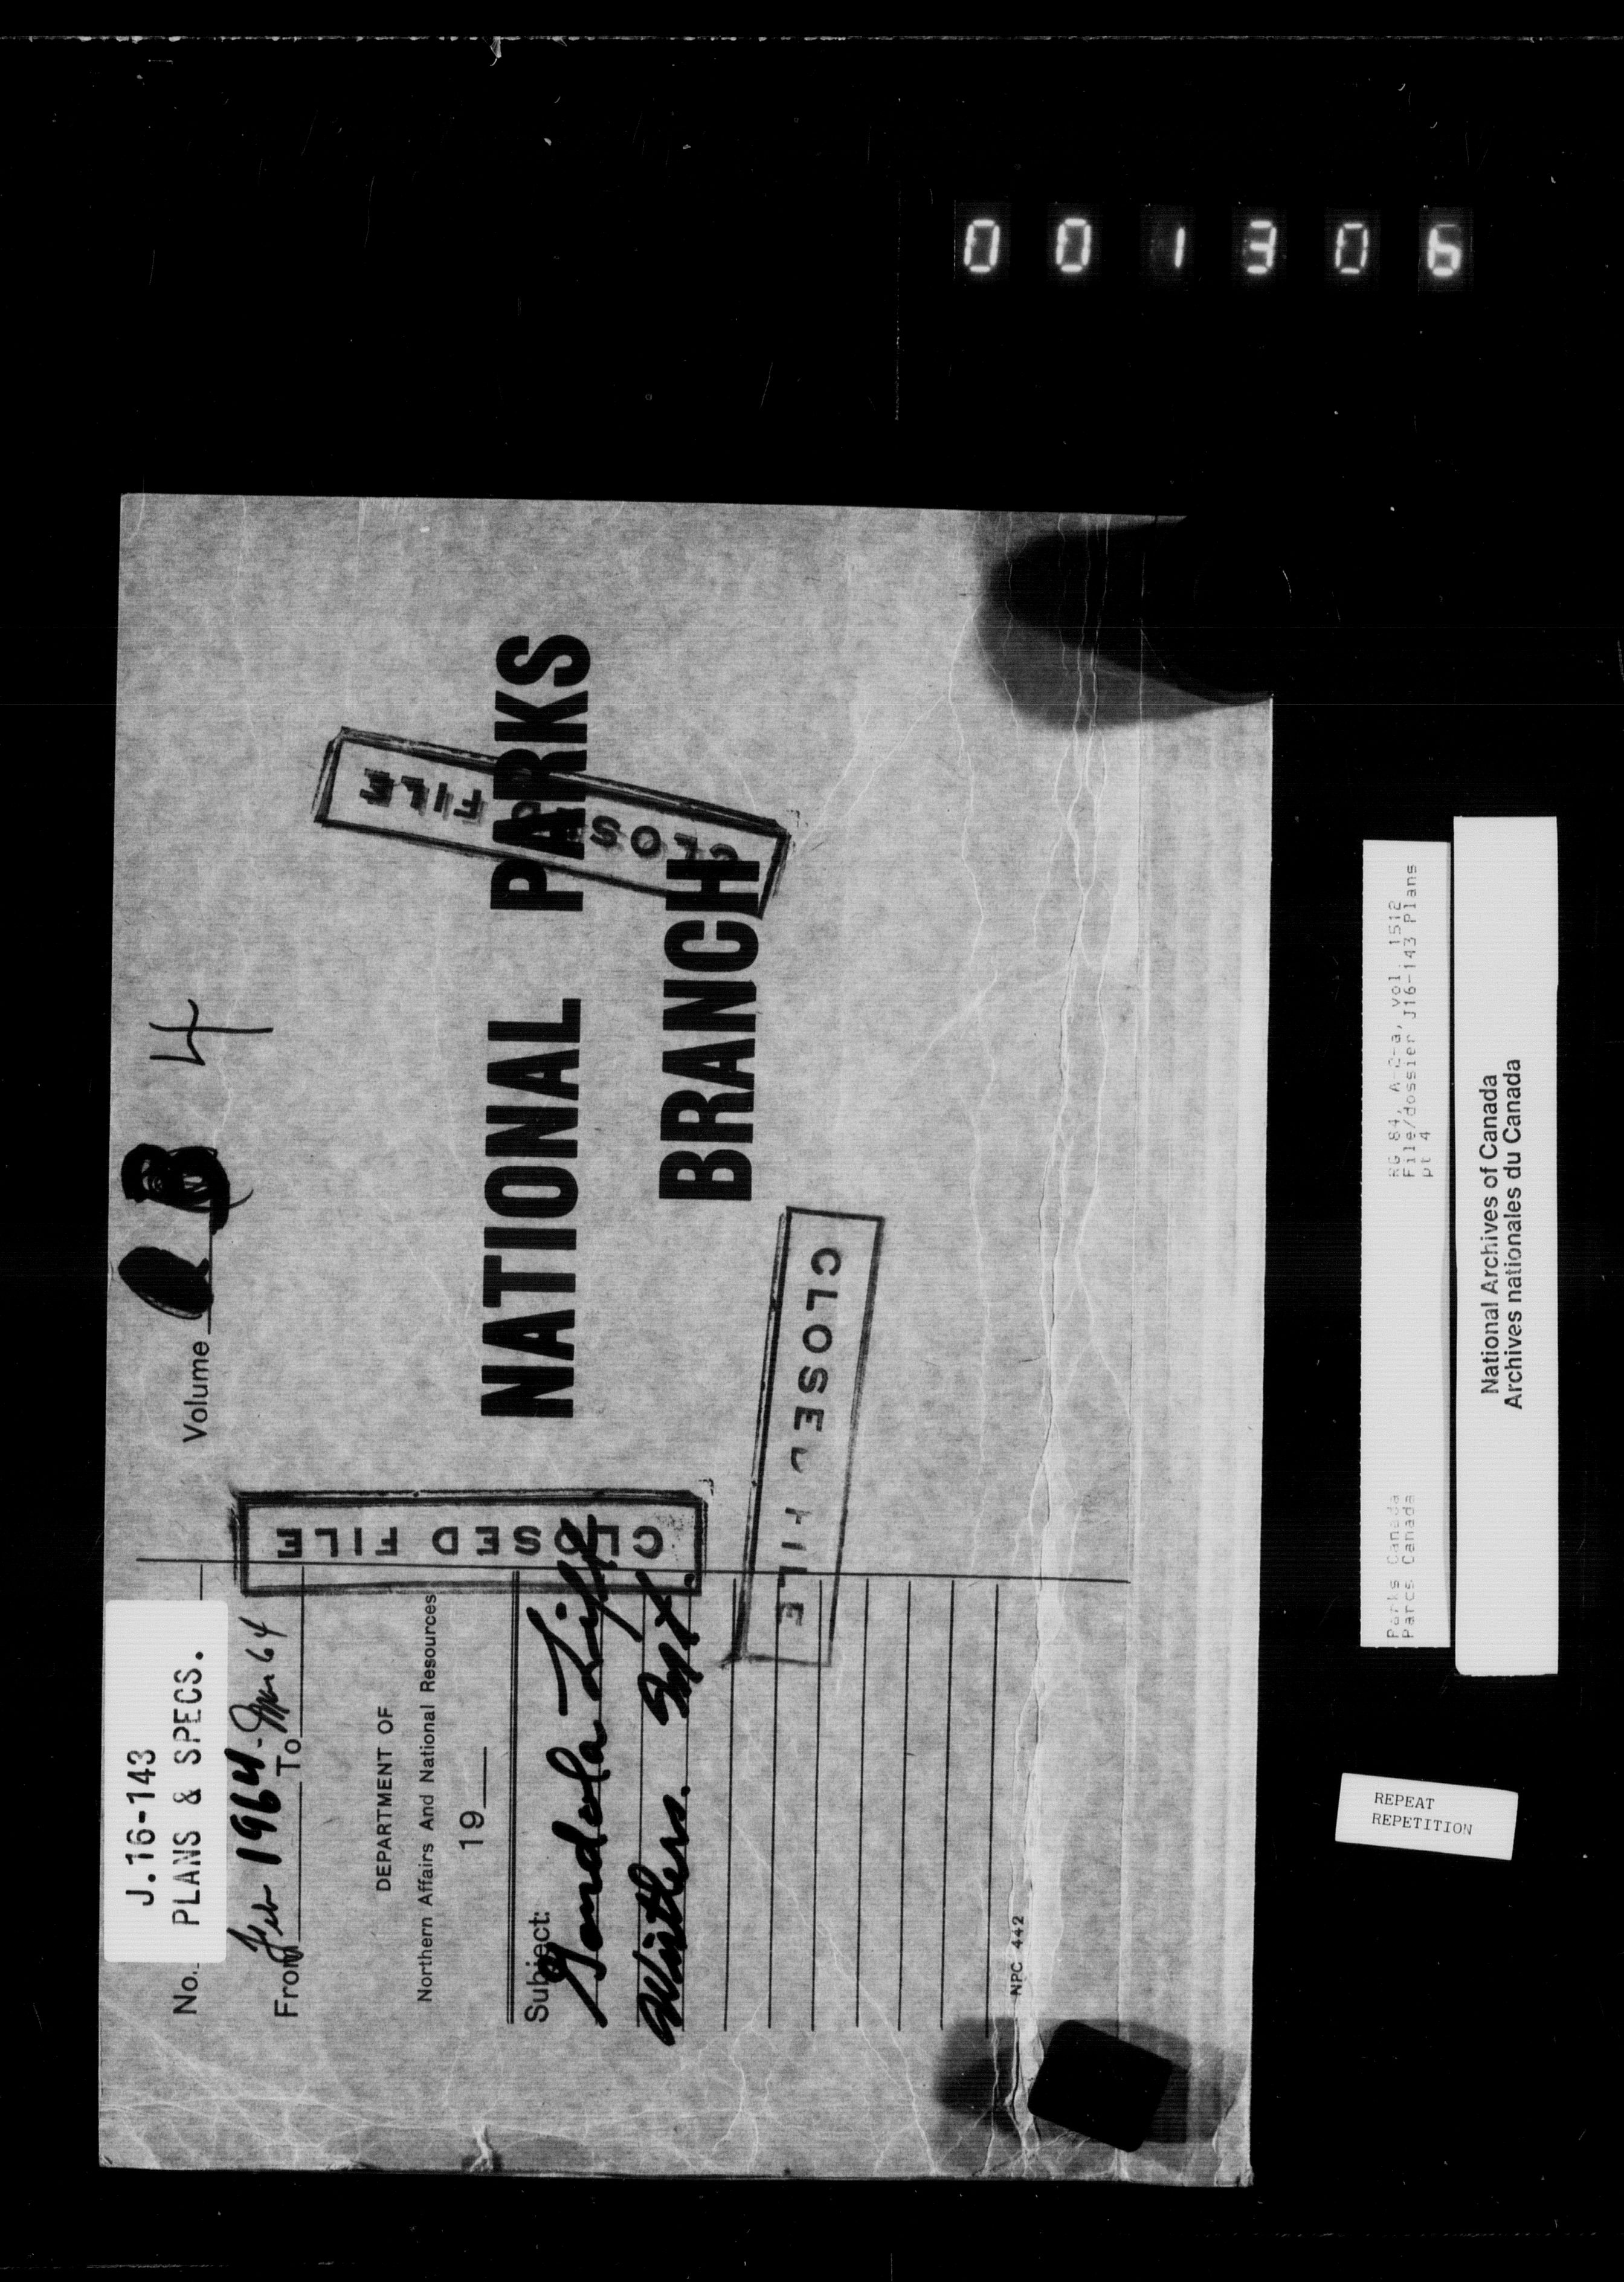 001306
J.16-143
PLANS & SPECS.
No.
Volume
4
Feb 1964 - Mar 64
From To
DEPARTMENT OF
Northern Affairs And National Resources
19
NATIONAL PARKS
BRANCH
CLOSED FILE
CLOSED FILE
CLOSED FILE
Subject:
Gondola Lift
Whistlers. Mt.
NPC 442
Parks Canada
Parcs Canada
RG 84, A-2-a, vol. 1512
File/dossier J16-143 Plans
pt 4
National Archives of Canada
Archives nationales du Canada
REPEAT
REPETITION